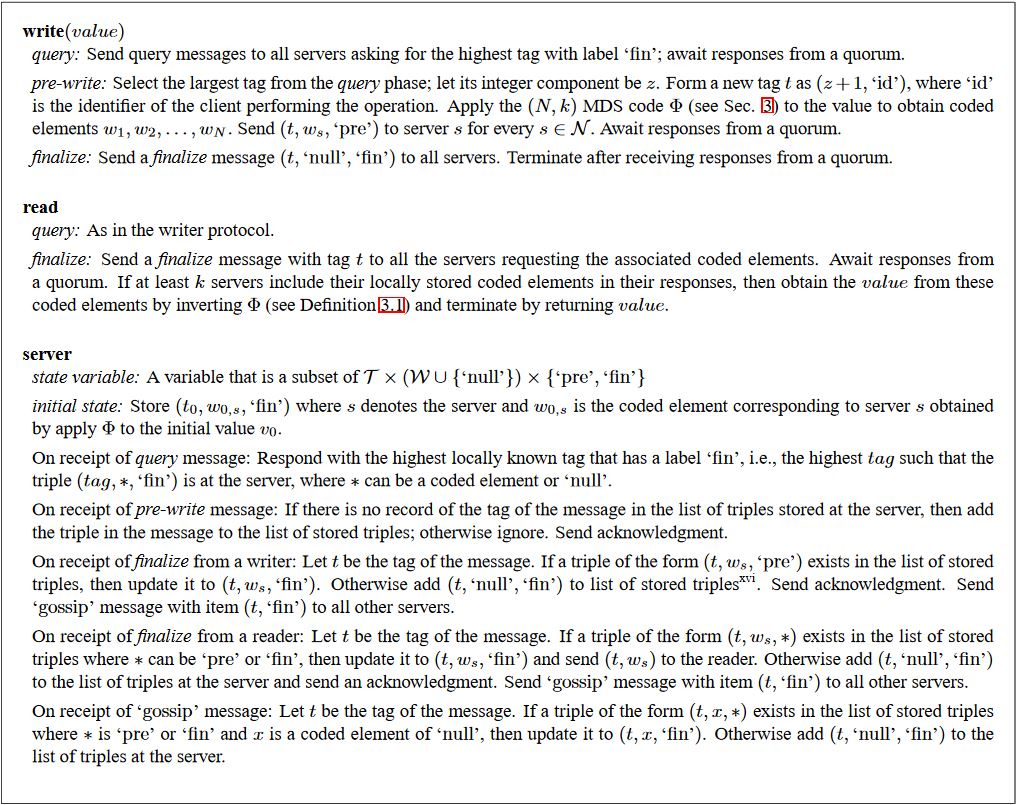 write(value)
query: Send query messages to all servers asking for the highest tag with label ‘fin’; await responses from a quorum.
pre-write: Select the largest tag from the query phase; let its integer component be z. Form a new tag t as (z + 1, ‘id’), where ‘id’
is the identifier of the client performing the operation. Apply the (N, k) MDS code Φ (see Sec. 3) to the value to obtain coded
elements w₁, w₂, . . . , w_N. Send (t, w_s, ‘pre’) to server s for every s ∈ 𝒩. Await responses from a quorum.
finalize: Send a finalize message (t, ‘null’, ‘fin’) to all servers. Terminate after receiving responses from a quorum.
read
query: As in the writer protocol.
finalize: Send a finalize message with tag t to all the servers requesting the associated coded elements. Await responses from
a quorum. If at least k servers include their locally stored coded elements in their responses, then obtain the value from these
coded elements by inverting Φ (see Definition 3.1) and terminate by returning value.
server
state variable: A variable that is a subset of 𝒯 × (𝒲 ∪ {‘null’}) × {‘pre’, ‘fin’}
initial state: Store (t₀, w₀,s, ‘fin’) where s denotes the server and w₀,s is the coded element corresponding to server s obtained
by apply Φ to the initial value v₀.
On receipt of query message: Respond with the highest locally known tag that has a label ‘fin’, i.e., the highest tag such that the
triple (tag, ∗, ‘fin’) is at the server, where ∗ can be a coded element or ‘null’.
On receipt of pre-write message: If there is no record of the tag of the message in the list of triples stored at the server, then add
the triple in the message to the list of stored triples; otherwise ignore. Send acknowledgment.
On receipt of finalize from a writer: Let t be the tag of the message. If a triple of the form (t, w_s, ‘pre’) exists in the list of stored
triples, then update it to (t, w_s, ‘fin’). Otherwise add (t, ‘null’, ‘fin’) to list of stored triples^xvi. Send acknowledgment. Send
‘gossip’ message with item (t, ‘fin’) to all other servers.
On receipt of finalize from a reader: Let t be the tag of the message. If a triple of the form (t, w_s, ∗) exists in the list of stored
triples where ∗ can be ‘pre’ or ‘fin’, then update it to (t, w_s, ‘fin’) and send (t, w_s) to the reader. Otherwise add (t, ‘null’, ‘fin’)
to the list of triples at the server and send an acknowledgment. Send ‘gossip’ message with item (t, ‘fin’) to all other servers.
On receipt of ‘gossip’ message: Let t be the tag of the message. If a triple of the form (t, x, ∗) exists in the list of stored triples
where ∗ is ‘pre’ or ‘fin’ and x is a coded element of ‘null’, then update it to (t, x, ‘fin’). Otherwise add (t, ‘null’, ‘fin’) to the
list of triples at the server.